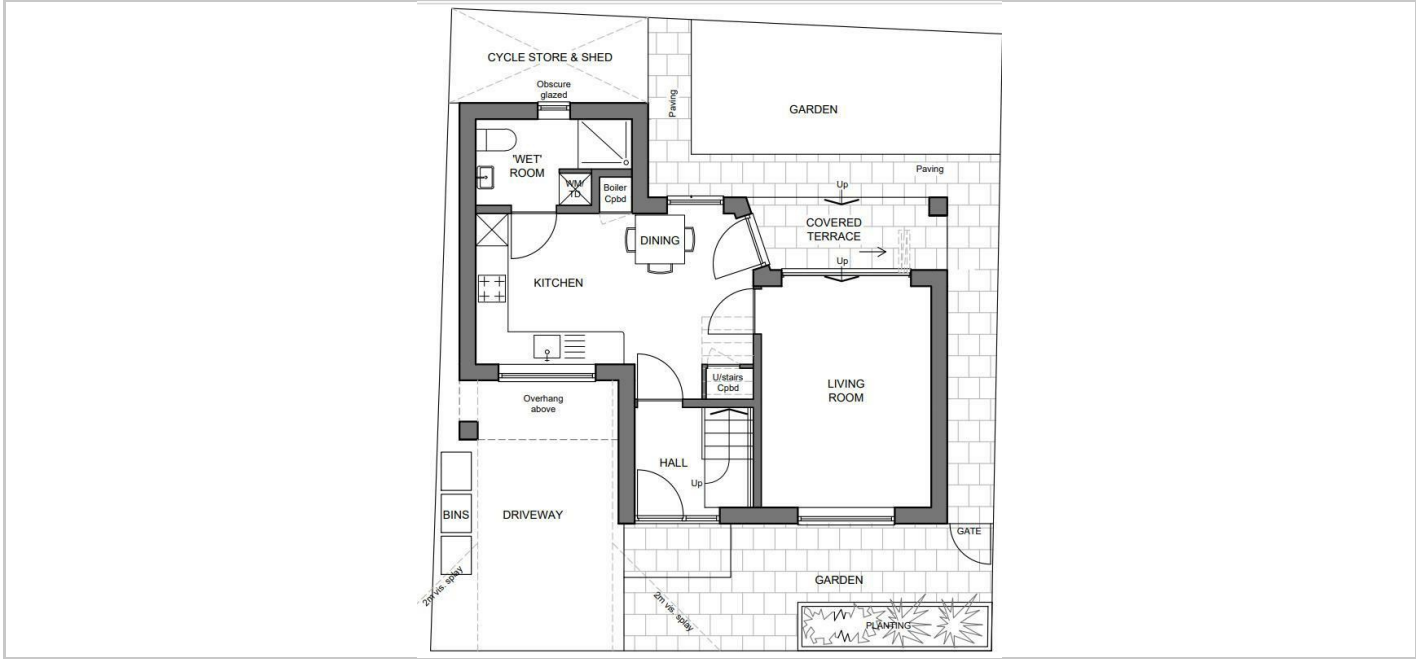 CYCLE STORE & SHED
Obscure
glazed
Paving
GARDEN
'WET'
ROOM
WM/
TD
Boiler
Cpbd
Paving
Up
COVERED
TERRACE
Up
DINING
KITCHEN
U/stairs
Cpbd
LIVING
ROOM
Overhang
above
HALL
Up
BINS
DRIVEWAY
GATE
2m vis. splay
2m vis. splay
GARDEN
PLANTING